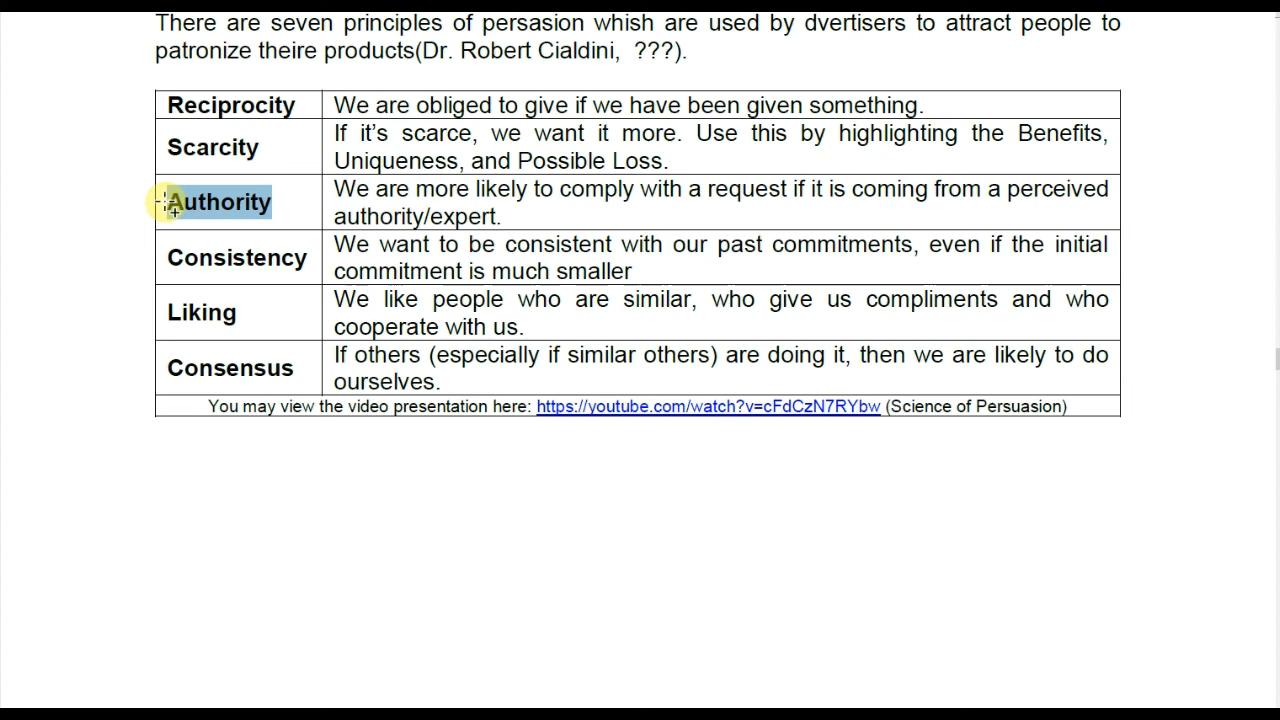 There are seven principles of persasion whish are used by dvertisers to attract people to
patronize theire products(Dr. Robert Cialdini, ???).
Reciprocity We are obliged to give if we have been given something.
Scarcity If it's scarce, we want it more. Use this by highlighting the Benefits,
Uniqueness, and Possible Loss.
Authority We are more likely to comply with a request if it is coming from a perceived
authority/expert.
Consistency We want to be consistent with our past commitments, even if the initial
commitment is much smaller
Liking We like people who are similar, who give us compliments and who
cooperate with us.
Consensus If others (especially if similar others) are doing it, then we are likely to do
ourselves.
You may view the video presentation here: https://youtube.com/watch?v=cFdCzN7RYbw (Science of Persuasion)